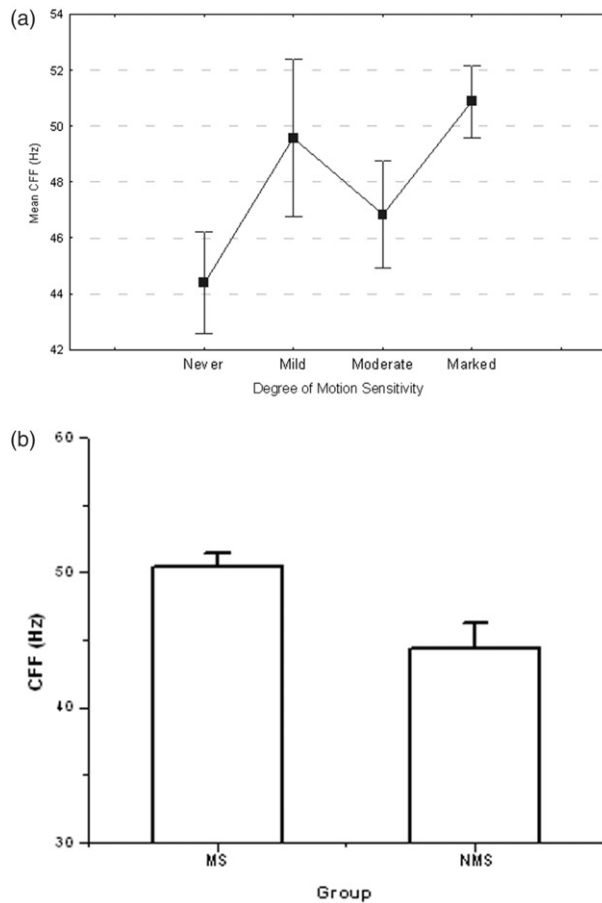 (a)
54
52
50
48
46
44
42
Mean CFF (Hz)
Never Mild Moderate Marked
Degree of Motion Sensitivity
(b)
60
50
40
30
CFF (Hz)
MS NMS
Group